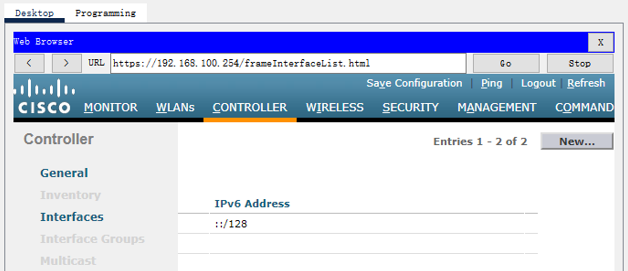 Desktop Programming
Web Browser X
< > URL https://192.168.100.254/frameInterfaceList.html Go Stop
Save Configuration Ping Logout Refresh
CISCO MONITOR WLANs CONTROLLER WIRELESS SECURITY MANAGEMENT COMMAND
Controller Entries 1 - 2 of 2 New...
General
Inventory
IPv6 Address
Interfaces ::/128
Interface Groups
Multicast